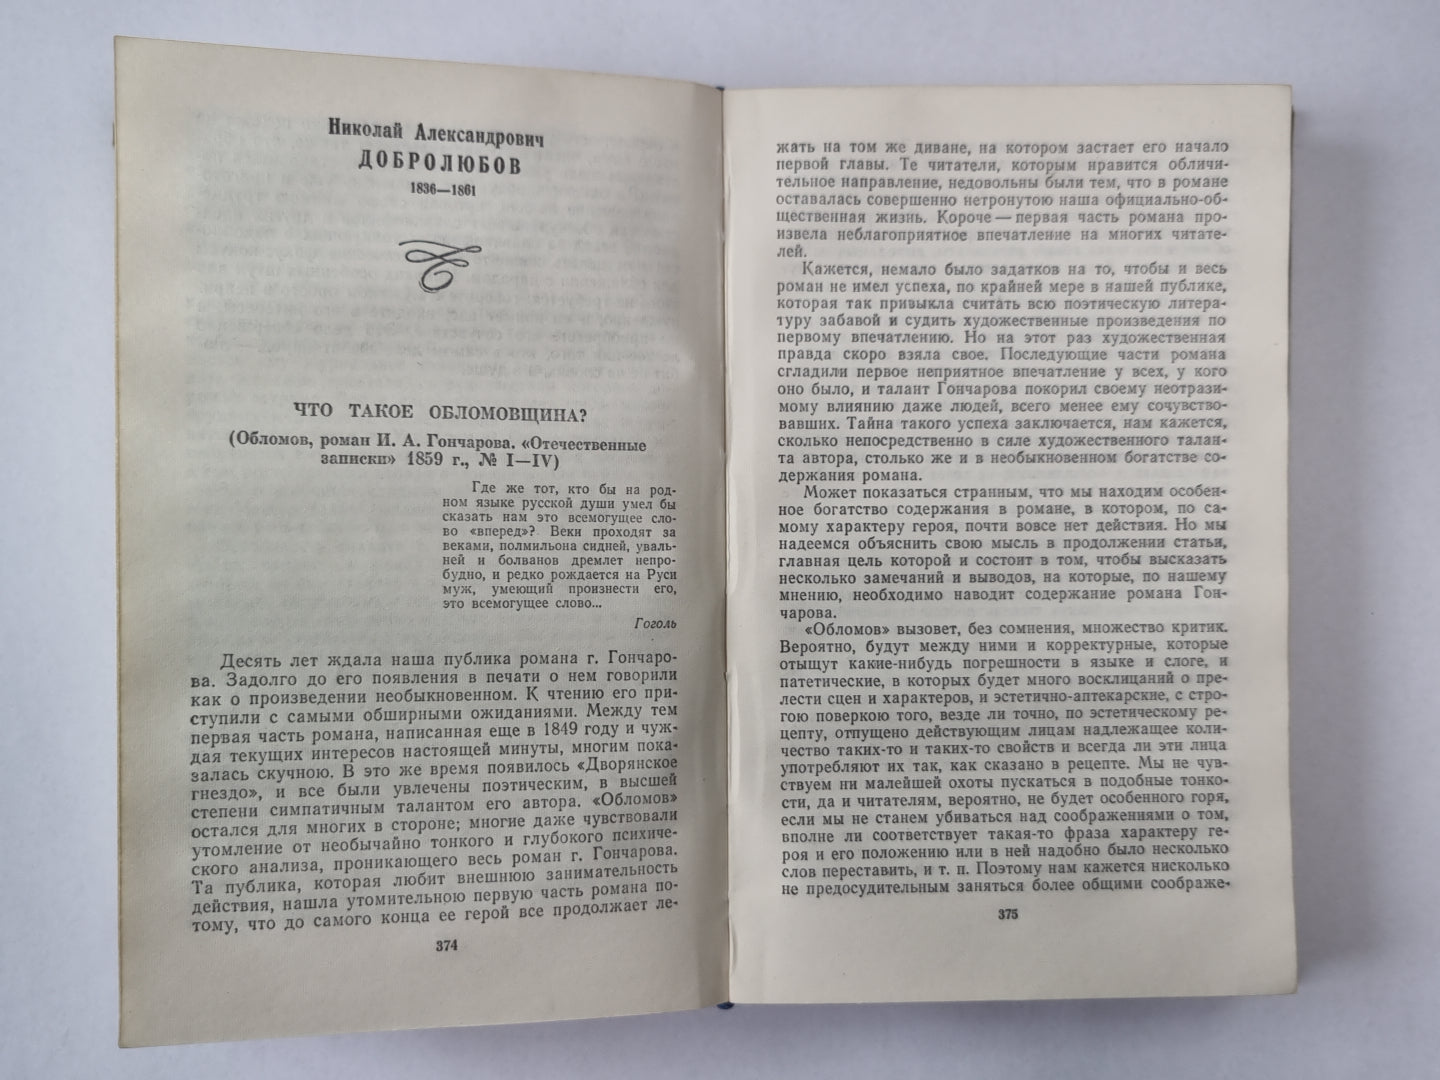 Николай Александрович
ДОБРОЛЮБОВ
1836—1861
ЧТО ТАКОЕ ОБЛОМОВЩИНА?
(Обломов, роман И. А. Гончарова. «Отечественные
записки» 1859 г., № I—IV)
Где же тот, кто бы на род-
ном языке русской души умел бы
сказать нам это всемогущее сло-
во «вперед»? Веки проходят за
веками, полмильона сидней, уваль-
ней и болванов дремлет непро-
будно, и редко рождается на Руси
муж, умеющий произнести его,
это всемогущее слово...
Гоголь
Десять лет ждала наша публика романа г. Гончаро-
ва. Задолго до его появления в печати о нем говорили
как о произведении необыкновенном. К чтению его при-
ступили с самыми обширными ожиданиями. Между тем
первая часть романа, написанная еще в 1849 году и чуж-
дая текущих интересов настоящей минуты, многим пока-
залась скучною. В это же время появилось «Дворянское
гнездо», и все были увлечены поэтическим, в высшей
степени симпатичным талантом его автора. «Обломов»
остался для многих в стороне; многие даже чувствовали
утомление от необычайно тонкого и глубокого психиче-
ского анализа, проникающего весь роман г. Гончарова.
Та публика, которая любит внешнюю занимательность
действия, нашла утомительною первую часть романа по-
тому, что до самого конца ее герой все продолжает ле-
374
жать на том же диване, на котором застает его начало
первой главы. Те читатели, которым нравится обличи-
тельное направление, недовольны были тем, что в романе
оставалась совершенно нетронутою наша официально-об-
щественная жизнь. Короче — первая часть романа про-
извела неблагоприятное впечатление на многих читате-
лей.
Кажется, немало было задатков на то, чтобы и весь
роман не имел успеха, по крайней мере в нашей публике,
которая так привыкла считать всю поэтическую литера-
туру забавой и судить художественные произведения по
первому впечатлению. Но на этот раз художественная
правда скоро взяла свое. Последующие части романа
сгладили первое неприятное впечатление у всех, у кого
оно было, и талант Гончарова покорил своему неотрази-
мому влиянию даже людей, всего менее ему сочувство-
вавших. Тайна такого успеха заключается, нам кажется,
сколько непосредственно в силе художественного талан-
та автора, столько же и в необыкновенном богатстве со-
держания романа.
Может показаться странным, что мы находим особен-
ное богатство содержания в романе, в котором, по са-
мому характеру героя, почти вовсе нет действия. Но мы
надеемся объяснить свою мысль в продолжении статьи,
главная цель которой и состоит в том, чтобы высказать
несколько замечаний и выводов, на которые, по нашему
мнению, необходимо наводит содержание романа Гон-
чарова.
«Обломов» вызовет, без сомнения, множество критик.
Вероятно, будут между ними и корректурные, которые
отыщут какие-нибудь погрешности в языке и слоге, и
патетические, в которых будет много восклицаний о пре-
лести сцен и характеров, и эстетично-аптекарские, с стро-
гою поверкою того, везде ли точно, по эстетическому ре-
цепту, отпущено действующим лицам надлежащее коли-
чество таких-то и таких-то свойств и всегда ли эти лица
употребляют их так, как сказано в рецепте. Мы не чув-
ствуем ни малейшей охоты пускаться в подобные тонко-
сти, да и читателям, вероятно, не будет особенного горя,
если мы не станем убиваться над соображениями о том,
вполне ли соответствует такая-то фраза характеру ге-
роя и его положению или в ней надобно было несколько
слов переставить, и т. п. Поэтому нам кажется нисколько
не предосудительным заняться более общими соображе-
375